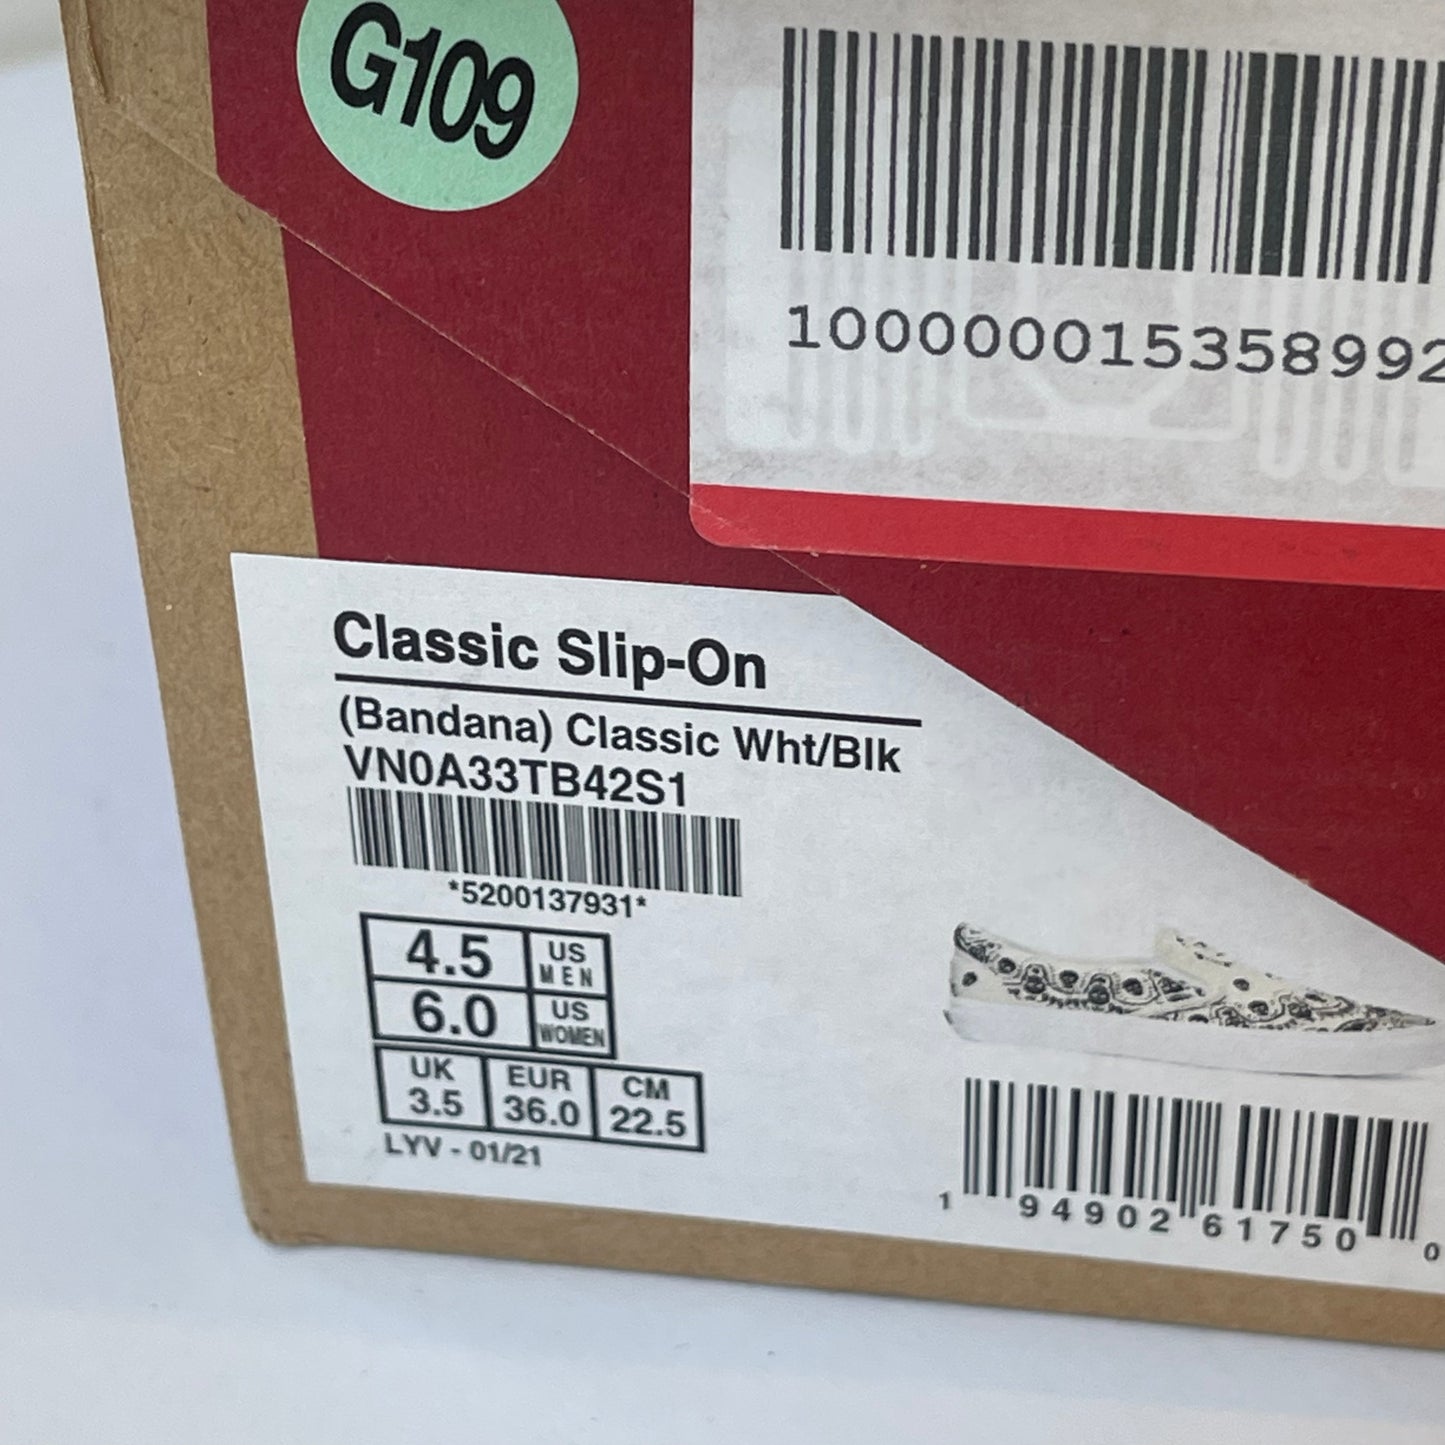 G109
100000015358992
Classic Slip-On
(Bandana) Classic Wht/Blk
VN0A33TB42S1
*5200137931*
4.5 US MEN
6.0 US WOMEN
UK EUR CM
3.5 36.0 22.5
LYV - 01/21
1 94902 61750 0